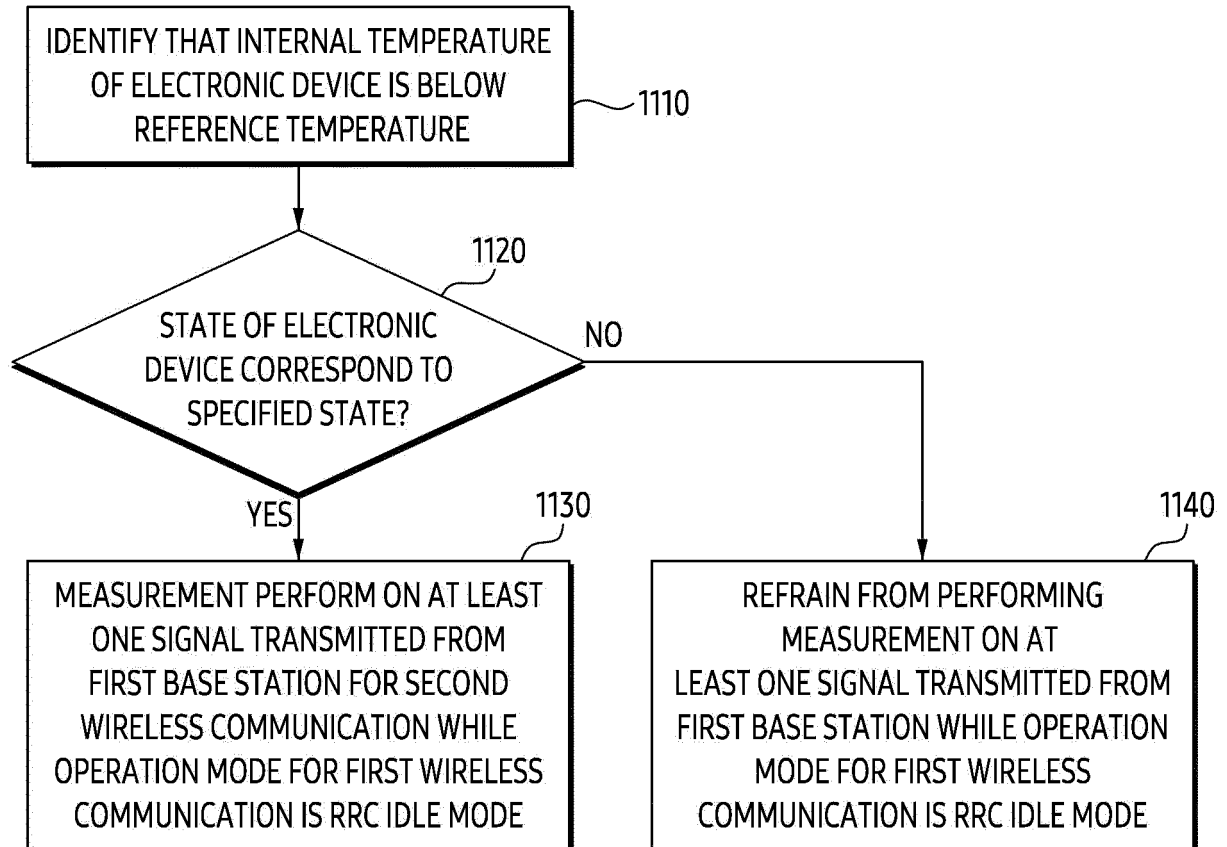 IDENTIFY THAT INTERNAL TEMPERATURE
OF ELECTRONIC DEVICE IS BELOW
REFERENCE TEMPERATURE
1110
1120
STATE OF ELECTRONIC
DEVICE CORRESPOND TO
SPECIFIED STATE?
NO
YES
1130
MEASUREMENT PERFORM ON AT LEAST
ONE SIGNAL TRANSMITTED FROM
FIRST BASE STATION FOR SECOND
WIRELESS COMMUNICATION WHILE
OPERATION MODE FOR FIRST WIRELESS
COMMUNICATION IS RRC IDLE MODE
1140
REFRAIN FROM PERFORMING
MEASUREMENT ON AT
LEAST ONE SIGNAL TRANSMITTED FROM
FIRST BASE STATION WHILE OPERATION
MODE FOR FIRST WIRELESS
COMMUNICATION IS RRC IDLE MODE